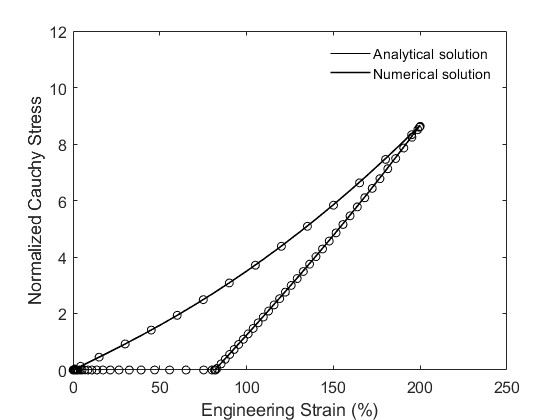 12
10
8
6
4
2
0
Normalized Cauchy Stress
Analytical solution
Numerical solution
0 50 100 150 200 250
Engineering Strain (%)